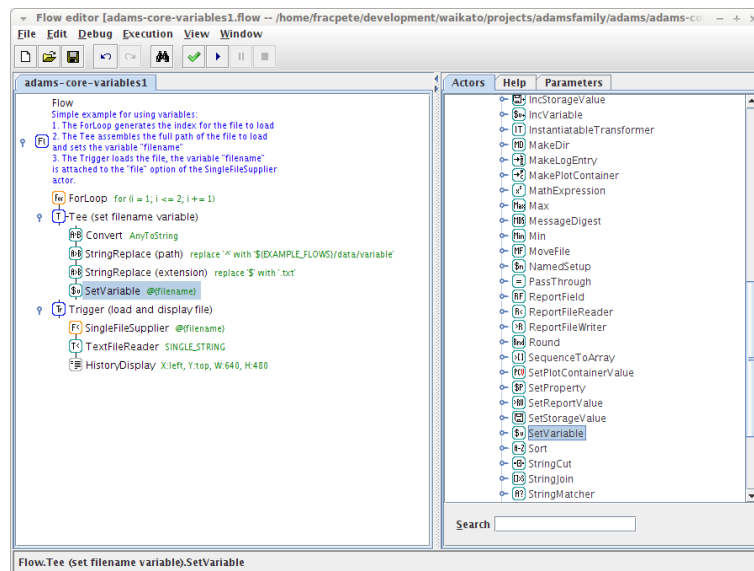 Flow editor [adams-core-variables1.flow -- /home/fracpete/development/waikato/projects/adamsfamily/adams/adams-co
File Edit Debug Execution View Window
adams-core-variables1
Flow
Simple example for using variables:
1. The ForLoop generates the index for the file to load
2. The Tee assembles the full path of the file to load
and sets the variable "filename"
3. The Trigger loads the file, the variable "filename"
is attached to the "file" option of the SingleFileSupplier
actor.
ForLoop for (i = 1; i <= 2; i += 1)
Tee (set filename variable)
Convert AnyToString
StringReplace (path) replace '^' with '${EXAMPLE_FLOWS}/data/variable'
StringReplace (extension) replace '$' with '.txt'
SetVariable @{filename}
Trigger (load and display file)
SingleFileSupplier @{filename}
TextFileReader SINGLE_STRING
HistoryDisplay X:left, Y:top, W:640, H:480
Actors Help Parameters
IncStorageValue
IncVariable
InstantiatableTransformer
MakeDir
MakeLogEntry
MakePlotContainer
MathExpression
Max
MessageDigest
Min
MoveFile
NamedSetup
PassThrough
ReportField
ReportFileReader
ReportFileWriter
Round
SequenceToArray
SetPlotContainerValue
SetProperty
SetReportValue
SetStorageValue
SetVariable
Sort
StringCut
StringJoin
StringMatcher
Search
Flow.Tee (set filename variable).SetVariable